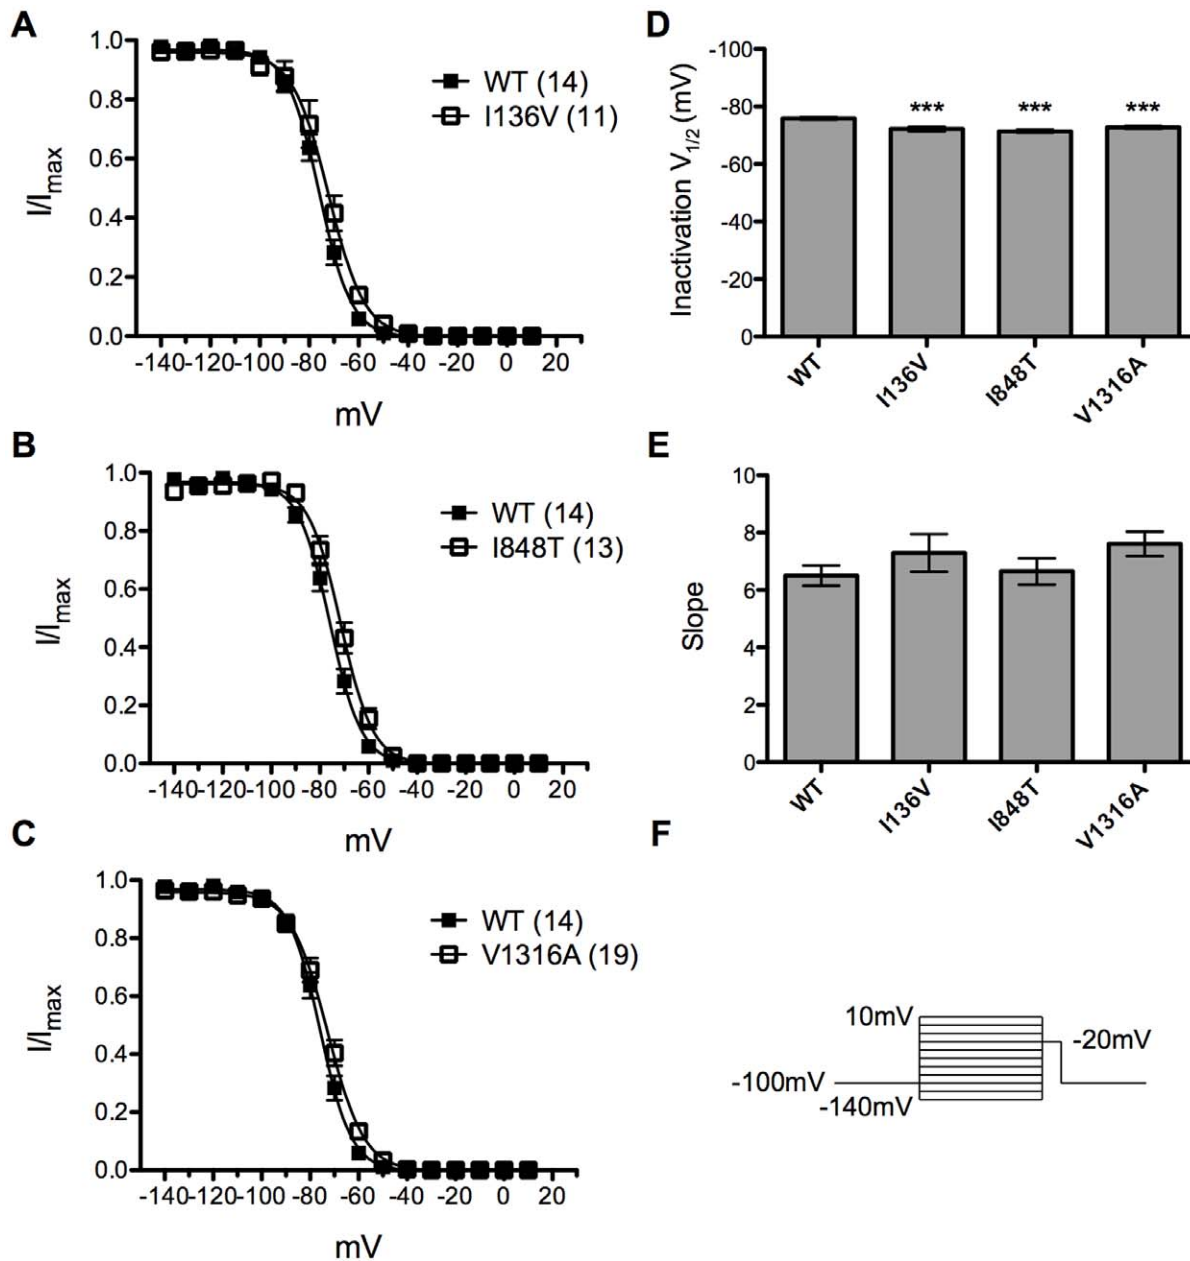 A
1.0
0.8
0.6
0.4
0.2
0.0
I/Imax
-140-120-100 -80 -60 -40 -20 0 20
mV
WT (14)
I136V (11)
B
1.0
0.8
0.6
0.4
0.2
0.0
I/Imax
-140-120-100 -80 -60 -40 -20 0 20
mV
WT (14)
I848T (13)
C
1.0
0.8
0.6
0.4
0.2
0.0
I/Imax
-140-120-100 -80 -60 -40 -20 0 20
mV
WT (14)
V1316A (19)
D
-100
-80
-60
-40
-20
0
Inactivation V1/2 (mV)
*** *** ***
WT I136V I848T V1316A
E
10
8
6
4
2
0
Slope
WT I136V I848T V1316A
F
10mV
-20mV
-100mV
-140mV